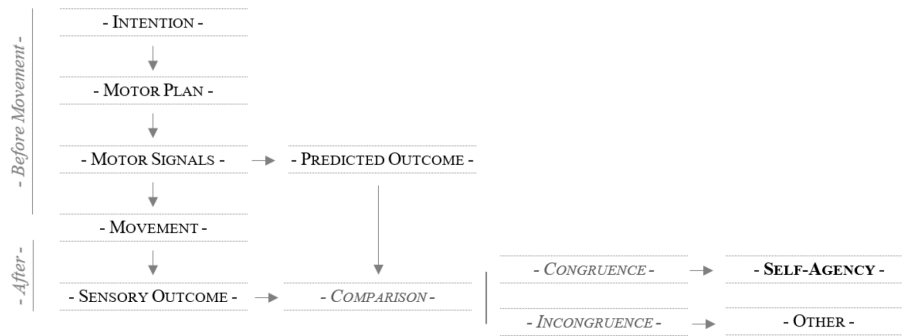 - Before Movement -
- After -
- INTENTION -
- MOTOR PLAN -
- MOTOR SIGNALS -
- PREDICTED OUTCOME -
- MOVEMENT -
- SENSORY OUTCOME -
- COMPARISON -
- CONGRUENCE -
- SELF-AGENCY -
- INCONGRUENCE -
- OTHER -